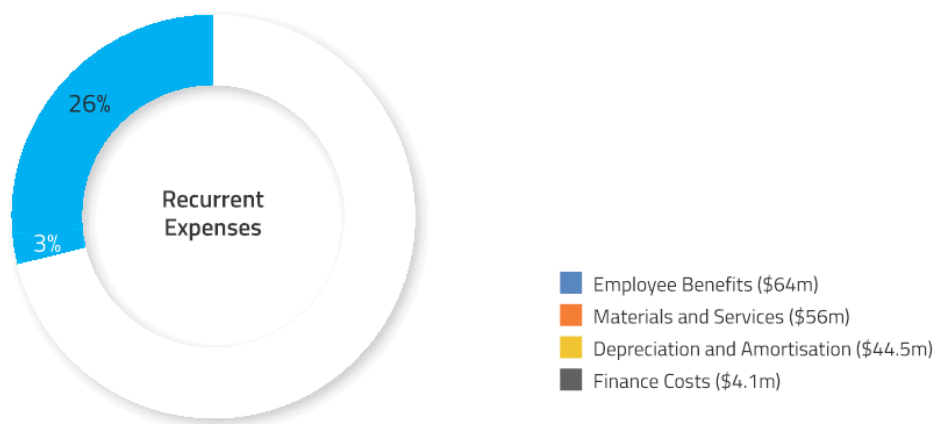 26%
3%
Recurrent
Expenses
Employee Benefits ($64m)
Materials and Services ($56m)
Depreciation and Amortisation ($44.5m)
Finance Costs ($4.1m)